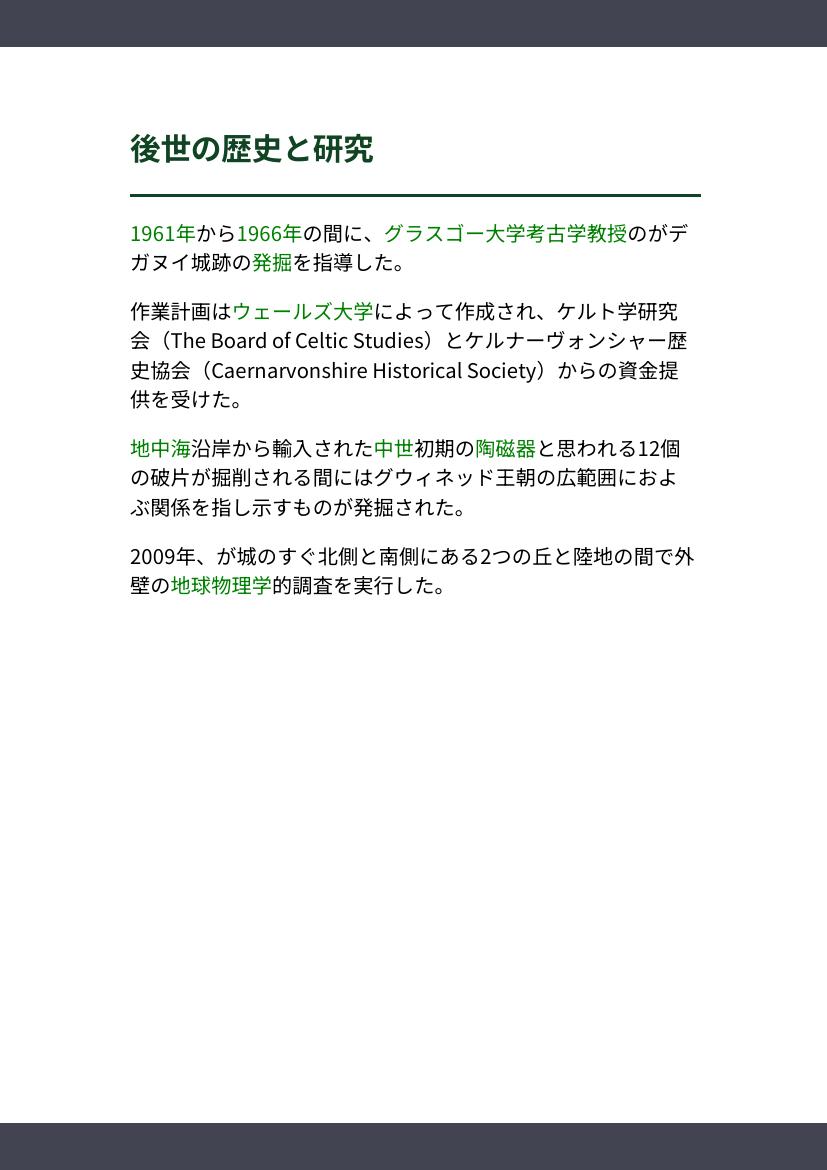 後世の歴史と研究
1961年から1966年の間に、グラスゴー大学考古学教授のがデ
ガヌイ城跡の発掘を指導した。
作業計画はウェールズ大学によって作成され、ケルト学研究
会（The Board of Celtic Studies）とケルナーヴォンシャー歴
史協会（Caernarvonshire Historical Society）からの資金提
供を受けた。
地中海沿岸から輸入された中世初期の陶磁器と思われる12個
の破片が掘削される間にはグウィネッド王朝の広範囲におよ
ぶ関係を指し示すものが発掘された。
2009年、が城のすぐ北側と南側にある2つの丘と陸地の間で外
壁の地球物理学的調査を実行した。